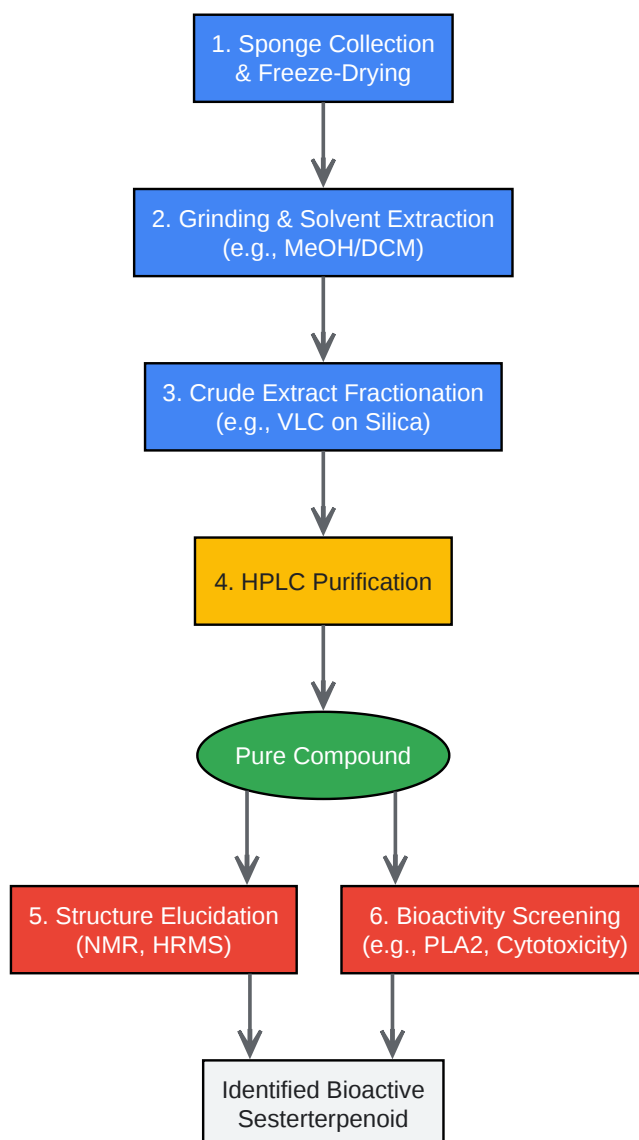 1. Sponge Collection
& Freeze-Drying
2. Grinding & Solvent Extraction
(e.g., MeOH/DCM)
3. Crude Extract Fractionation
(e.g., VLC on Silica)
4. HPLC Purification
Pure Compound
5. Structure Elucidation
(NMR, HRMS)
6. Bioactivity Screening
(e.g., PLA2, Cytotoxicity)
Identified Bioactive
Sesterterpenoid